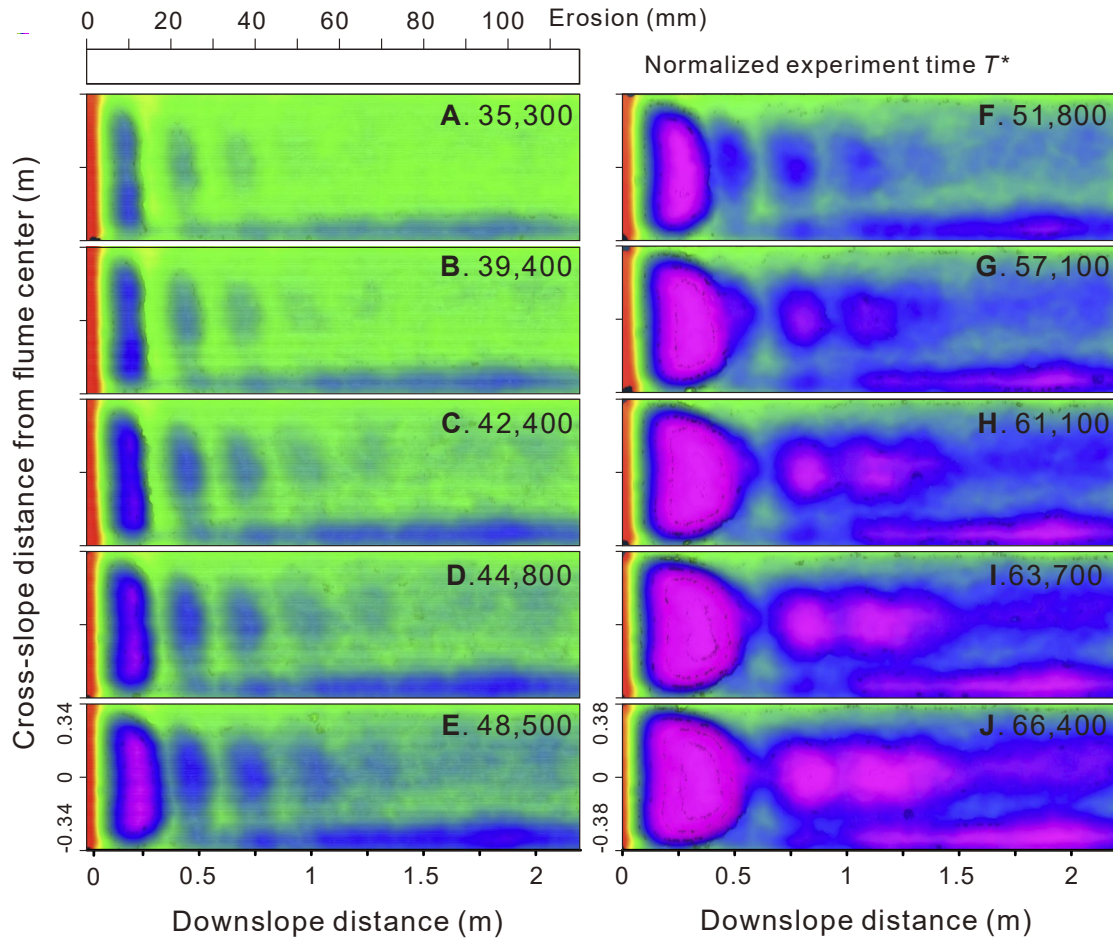 0 20 40 60 80 100 Erosion (mm)
Normalized experiment time T*
Cross-slope distance from flume center (m)
A. 35,300
B. 39,400
C. 42,400
D. 44,800
E. 48,500
0.34
0
-0.34
0 0.5 1 1.5 2
Downslope distance (m)
F. 51,800
G. 57,100
H. 61,100
I. 63,700
J. 66,400
0.38
0
-0.38
0 0.5 1 1.5 2
Downslope distance (m)